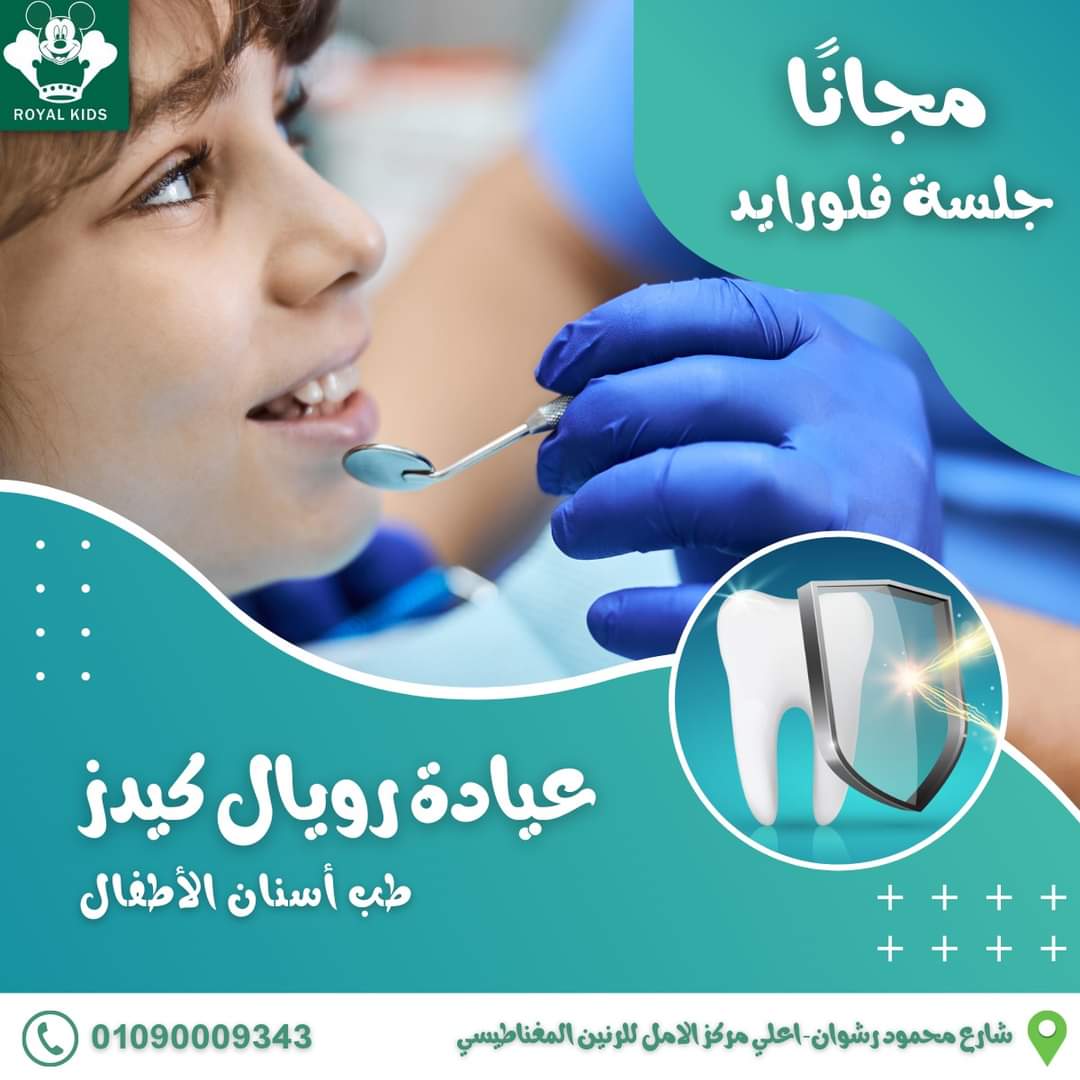 ROYAL KIDS
مجانًا
جلسة فلورايد
عيادة رويال كيدز
طب أسنان الأطفال
شارع محمود رشوان-اعلي مركز الامل للرنين المغناطيسي
01090009343